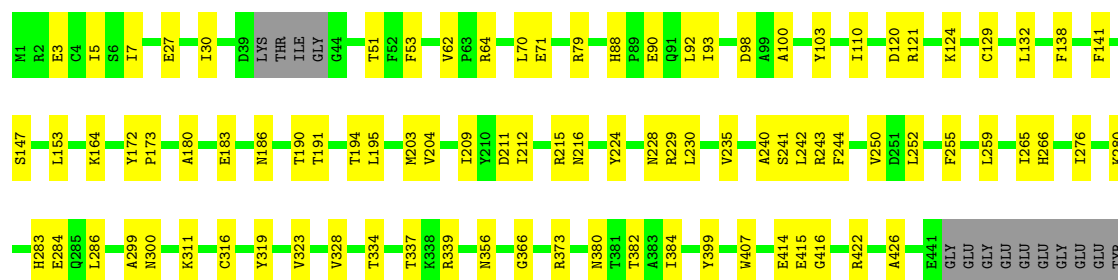 M1 R2 E3 C4 I5 S6 I7 E27 I30 D39 LYS THR ILE GLY G44 T51 F52 F53 V62 P63 R64 L70 E71 R79 H88 P89 E90 Q91 L92 I93 D98 A99 A100 Y103 I110 D120 R121 K124 C129 L132 F138 F141
S147 L153 K164 Y172 P173 A180 E183 N186 T190 T191 T194 L195 M203 V204 I209 Y210 D211 I212 R215 N216 Y224 N228 R229 L230 V235 A240 S241 L242 R243 F244 V250 D251 L252 F255 L259 I265 H266 I276 K280
H283 E284 Q285 L286 A299 N300 K311 C316 Y319 V323 V328 T334 T337 K338 R339 N356 G366 R373 N380 T381 T382 A383 I384 Y399 W407 E414 E415 G416 R422 A426 E441 GLY GLU GLY GLU GLU GLU GLY GLU GLU